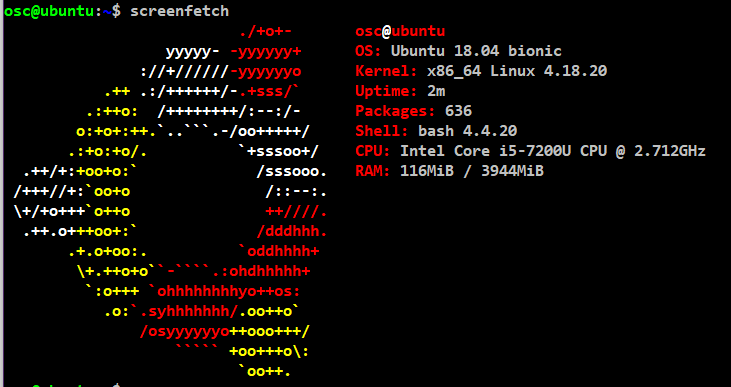 osc@ubuntu:~$ screenfetch
                          ./+o+-       osc@ubuntu
                  yyyyy- -yyyyyy+      OS: Ubuntu 18.04 bionic
               ://+//////-yyyyyyo      Kernel: x86_64 Linux 4.18.20
           .++ .:/++++++/-.+sss/`      Uptime: 2m
         .:++o:  /++++++++/:--:/-      Packages: 636
        o:+o+:++.`..```.-/oo+++++/     Shell: bash 4.4.20
       .:+o:+o/.          `+sssoo+/    CPU: Intel Core i5-7200U CPU @ 2.712GHz
  .++/+:+oo+o:`             /sssooo.   RAM: 116MiB / 3944MiB
 /+++//+:`oo+o               /::--:.
 \+/+o+++`o++o               ++////.
  .++.o+++oo+:`             /dddhhh.
       .+.o+oo:.          `oddhhhh+
        \+.++o+o``-````.:ohdhhhhh+
         `:o+++ `ohhhhhhhhyo++os:
           .o:`.syhhhhhhh/.oo++o`
               /osyyyyyyo++ooo+++/
                   ````` +oo+++o\:
                          `oo++.